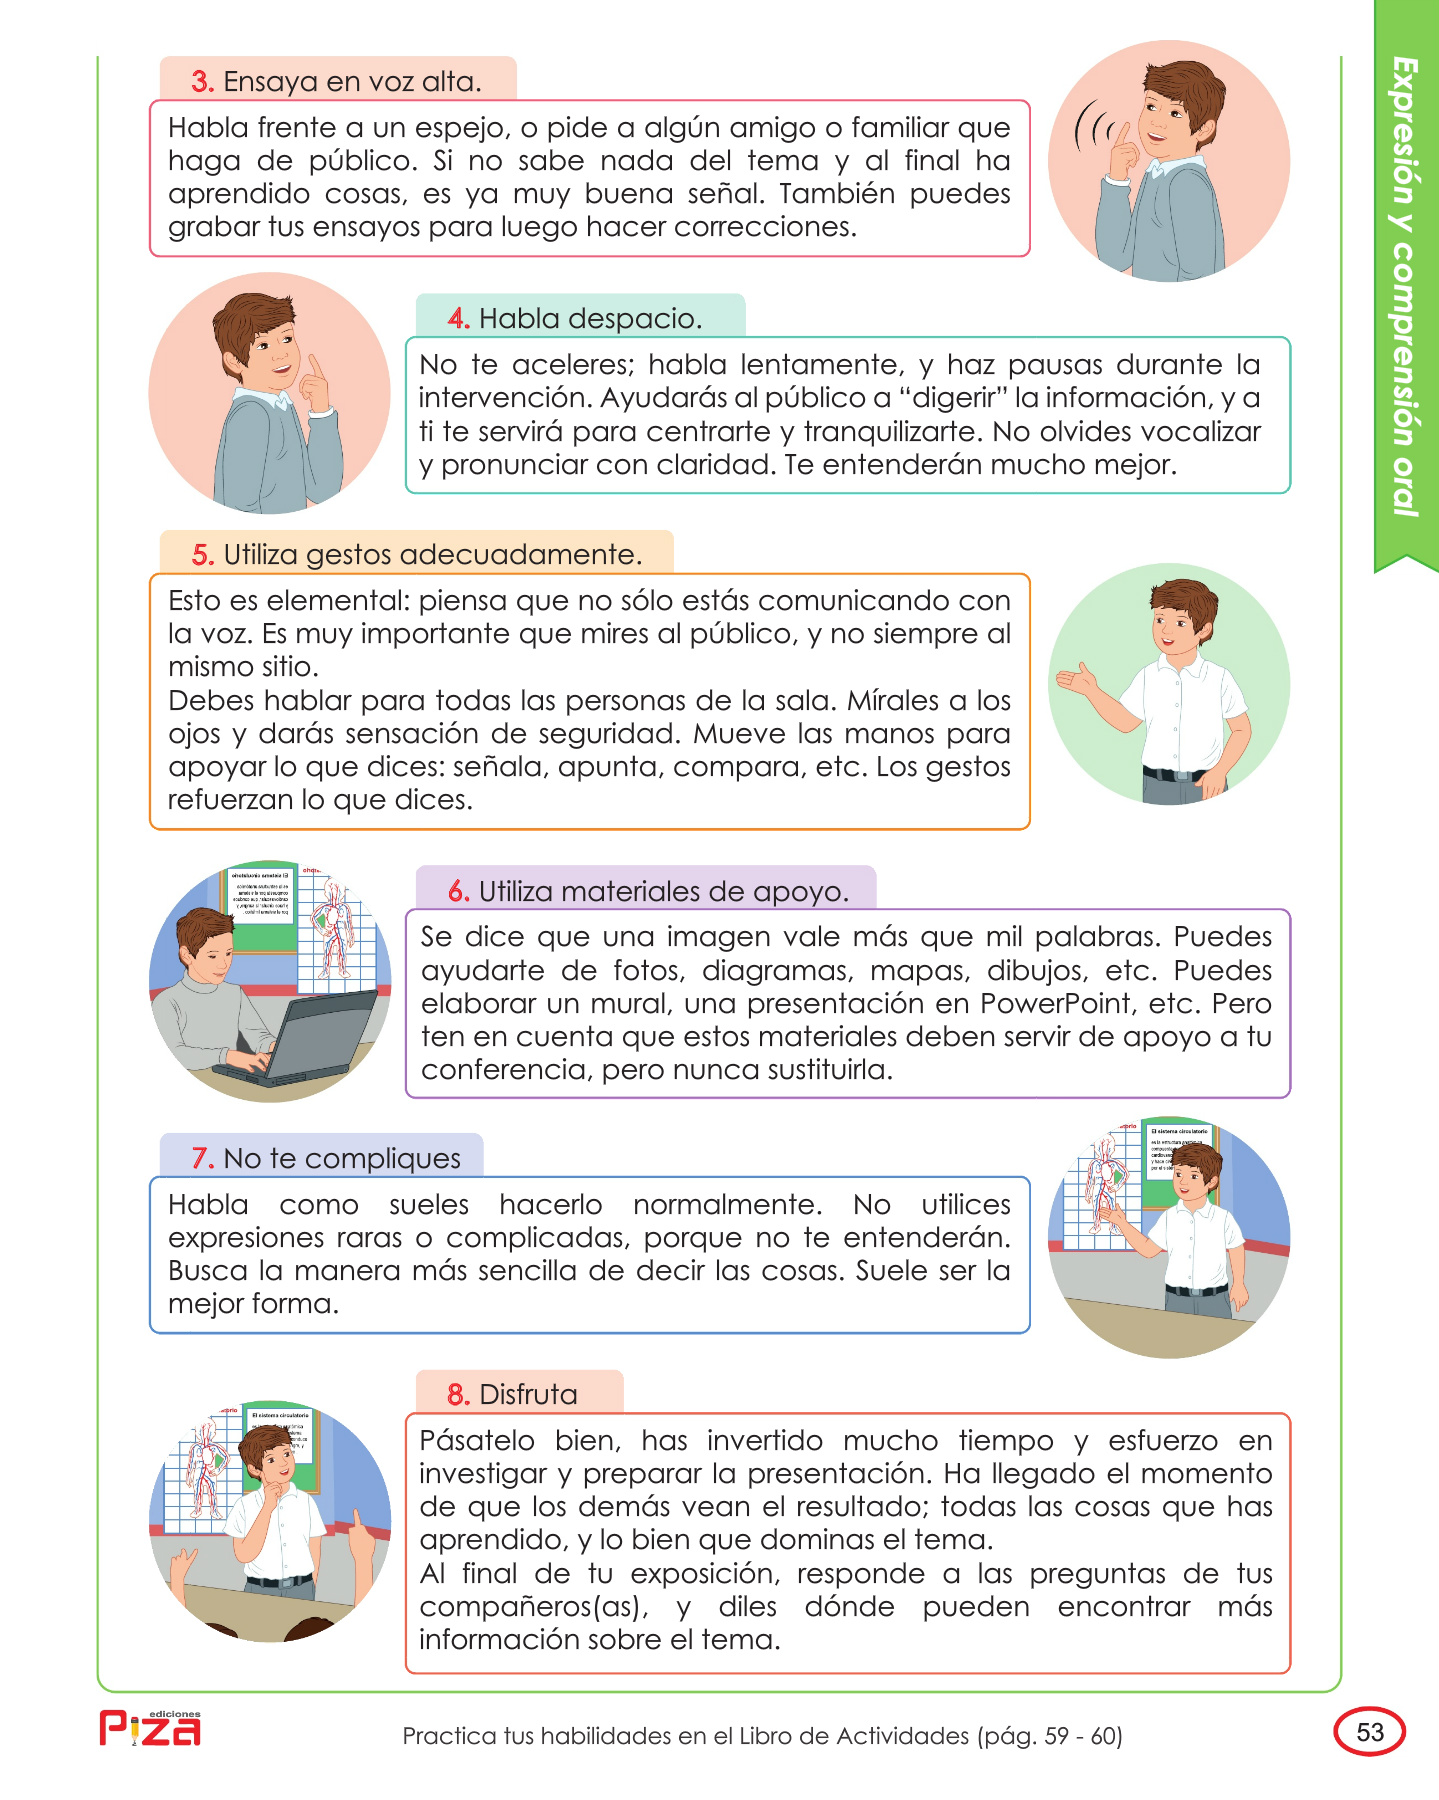 Expresión y comprensión oral
3. Ensaya en voz alta.
Habla frente a un espejo, o pide a algún amigo o familiar que
haga de público. Si no sabe nada del tema y al final ha
aprendido cosas, es ya muy buena señal. También puedes
grabar tus ensayos para luego hacer correcciones.
4. Habla despacio.
No te aceleres; habla lentamente, y haz pausas durante la
intervención. Ayudarás al público a “digerir” la información, y a
ti te servirá para centrarte y tranquilizarte. No olvides vocalizar
y pronunciar con claridad. Te entenderán mucho mejor.
5. Utiliza gestos adecuadamente.
Esto es elemental: piensa que no sólo estás comunicando con
la voz. Es muy importante que mires al público, y no siempre al
mismo sitio.
Debes hablar para todas las personas de la sala. Mírales a los
ojos y darás sensación de seguridad. Mueve las manos para
apoyar lo que dices: señala, apunta, compara, etc. Los gestos
refuerzan lo que dices.
6. Utiliza materiales de apoyo.
Se dice que una imagen vale más que mil palabras. Puedes
ayudarte de fotos, diagramas, mapas, dibujos, etc. Puedes
elaborar un mural, una presentación en PowerPoint, etc. Pero
ten en cuenta que estos materiales deben servir de apoyo a tu
conferencia, pero nunca sustituirla.
7. No te compliques
El sistema circulatorio
Habla como sueles hacerlo normalmente. No utilices
expresiones raras o complicadas, porque no te entenderán.
Busca la manera más sencilla de decir las cosas. Suele ser la
mejor forma.
8. Disfruta
El sistema circulatorio
Pásatelo bien, has invertido mucho tiempo y esfuerzo en
investigar y preparar la presentación. Ha llegado el momento
de que los demás vean el resultado; todas las cosas que has
aprendido, y lo bien que dominas el tema.
Al final de tu exposición, responde a las preguntas de tus
compañeros(as), y diles dónde pueden encontrar más
información sobre el tema.
ediciones
Piza
Practica tus habilidades en el Libro de Actividades (pág. 59 - 60)
53